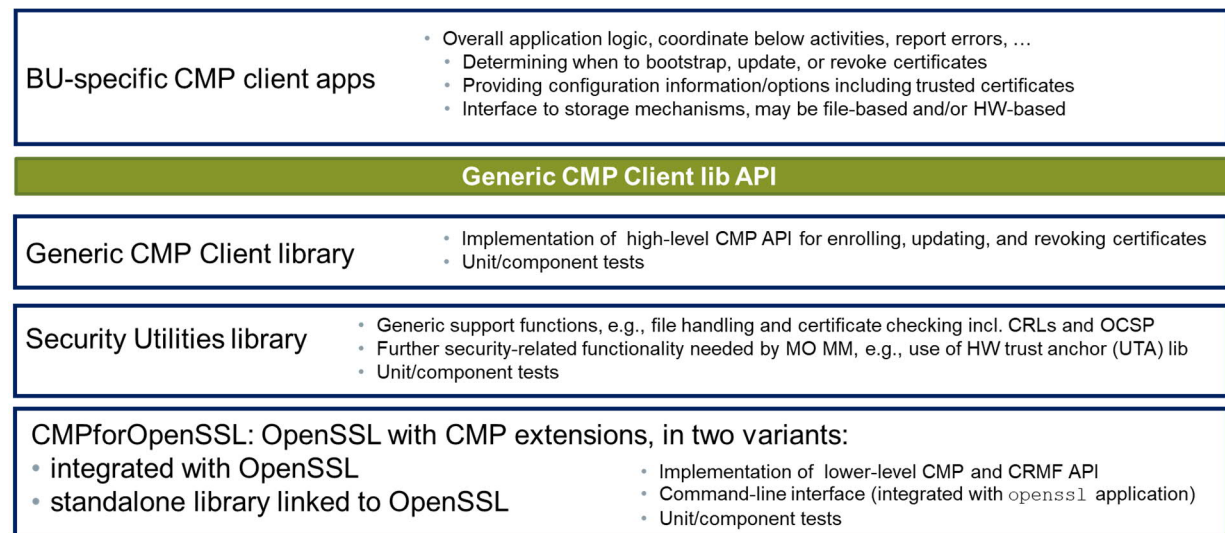 BU-specific CMP client apps
• Overall application logic, coordinate below activities, report errors, …
• Determining when to bootstrap, update, or revoke certificates
• Providing configuration information/options including trusted certificates
• Interface to storage mechanisms, may be file-based and/or HW-based
Generic CMP Client lib API
Generic CMP Client library
• Implementation of high-level CMP API for enrolling, updating, and revoking certificates
• Unit/component tests
Security Utilities library
• Generic support functions, e.g., file handling and certificate checking incl. CRLs and OCSP
• Further security-related functionality needed by MO MM, e.g., use of HW trust anchor (UTA) lib
• Unit/component tests
CMPforOpenSSL: OpenSSL with CMP extensions, in two variants:
• integrated with OpenSSL
• standalone library linked to OpenSSL
• Implementation of lower-level CMP and CRMF API
• Command-line interface (integrated with openssl application)
• Unit/component tests